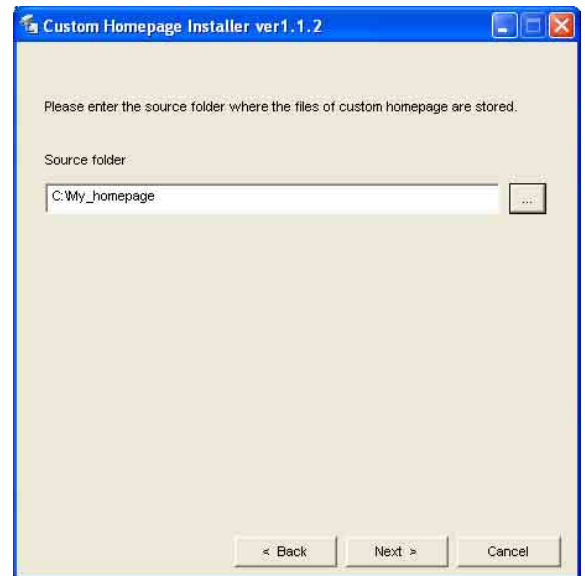 Custom Homepage Installer ver1.1.2
Please enter the source folder where the files of custom homepage are stored.
Source folder
C:\My_homepage
...
< Back
Next >
Cancel